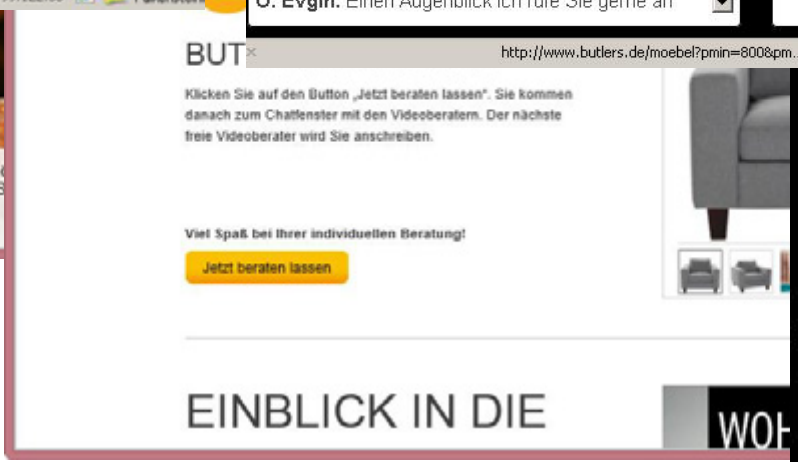 O. Evgin: Einen Augenblick ich rufe Sie gerne an
http://www.butlers.de/moebel?pmin=800&pm...
BUT
Klicken Sie auf den Button „Jetzt beraten lassen“. Sie kommen
danach zum Chatfenster mit den Videoberatern. Der nächste
freie Videoberater wird Sie anschreiben.
Viel Spaß bei Ihrer individuellen Beratung!
Jetzt beraten lassen
EINBLICK IN DIE
WOH